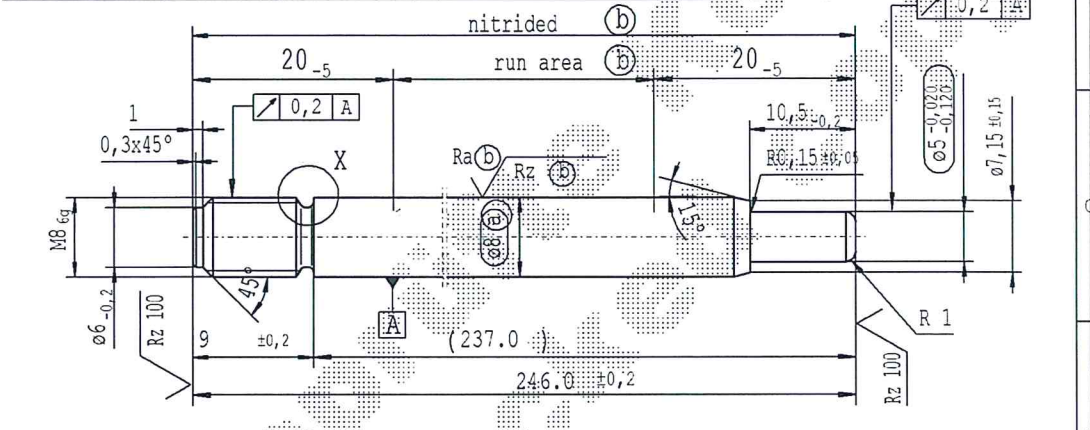 nitrided b
0,2 A
20 -5
run area b
20 -5
1
0,2 A
10,5 -0,2
0,3x45°
X
Ra b
Rz b
R0,15 ±0,05
ø5 -0,020 -0,120
ø7,15 ±0,15
M8 6g
ø8 a
15°
45°
ø6 -0,2
Rz 100
9 ±0,2
A
(237.0 )
R 1
Rz 100
246.0 ±0,2